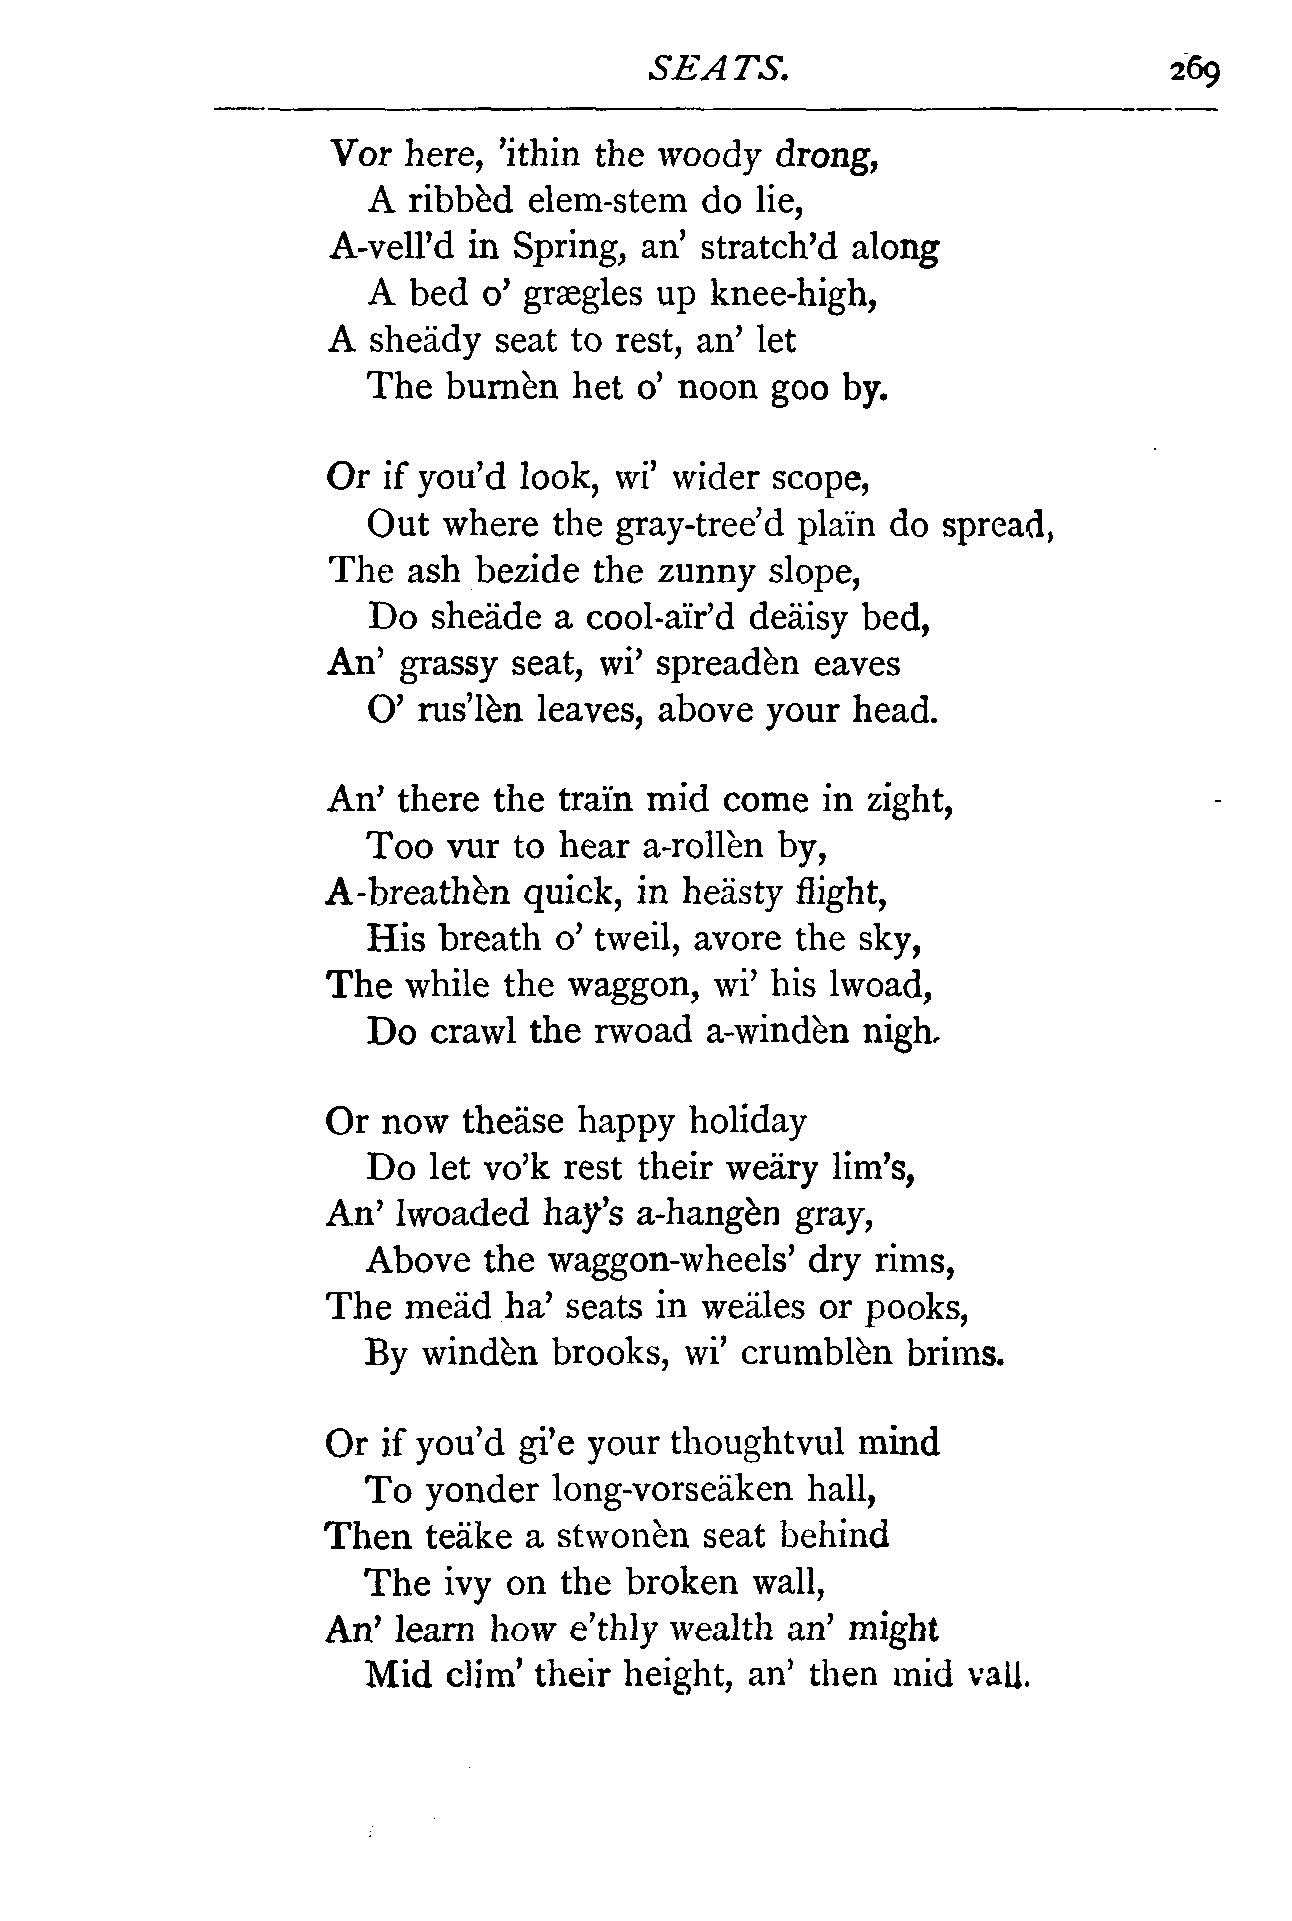 SEATS. 269
Vor here, 'ithin the woody drong,
A ribbèd elem-stem do lie,
A-vell'd in Spring, an' stratch'd along
A bed o' grægles up knee-high,
A sheädy seat to rest, an' let
The burnèn het o' noon goo by.
Or if you'd look, wi' wider scope,
Out where the gray-tree'd plaïn do spread,
The ash bezide the zunny slope,
Do sheäde a cool-aïr'd deäisy bed,
An' grassy seat, wi' spreadèn eaves
O' rus'lèn leaves, above your head.
An' there the traïn mid come in zight,
Too vur to hear a-rollèn by,
A-breathèn quick, in heästy flight,
His breath o' tweil, avore the sky,
The while the waggon, wi' his lwoad,
Do crawl the rwoad a-windèn nigh.
Or now theäse happy holiday
Do let vo'k rest their weäry lim's,
An' lwoaded hay's a-hangèn gray,
Above the waggon-wheels' dry rims,
The meäd ha' seats in weäles or pooks,
By windèn brooks, wi' crumblèn brims.
Or if you'd gi'e your thoughtvul mind
To yonder long-vorseäken hall,
Then teäke a stwonèn seat behind
The ivy on the broken wall,
An' learn how e'thly wealth an' might
Mid clim' their height, an' then mid vall.